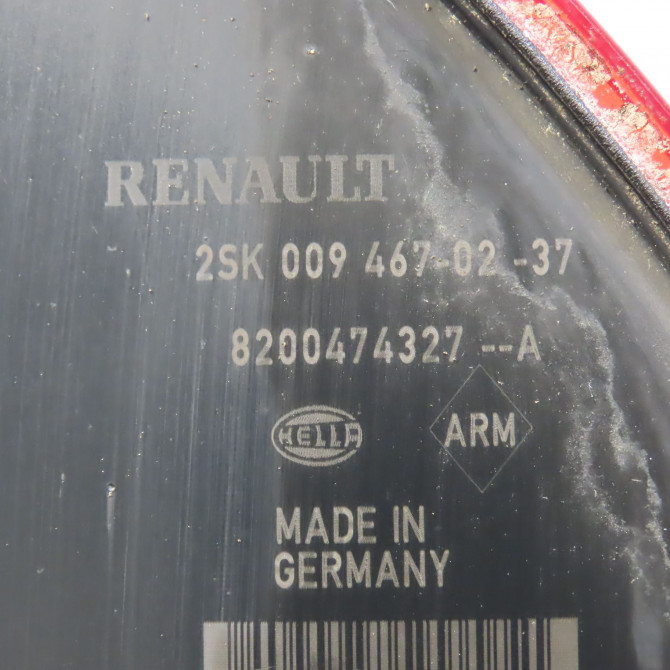 RENAULT
2SK 009 467-02-37
8200474327 --A
HELLA
ARM
MADE IN
GERMANY